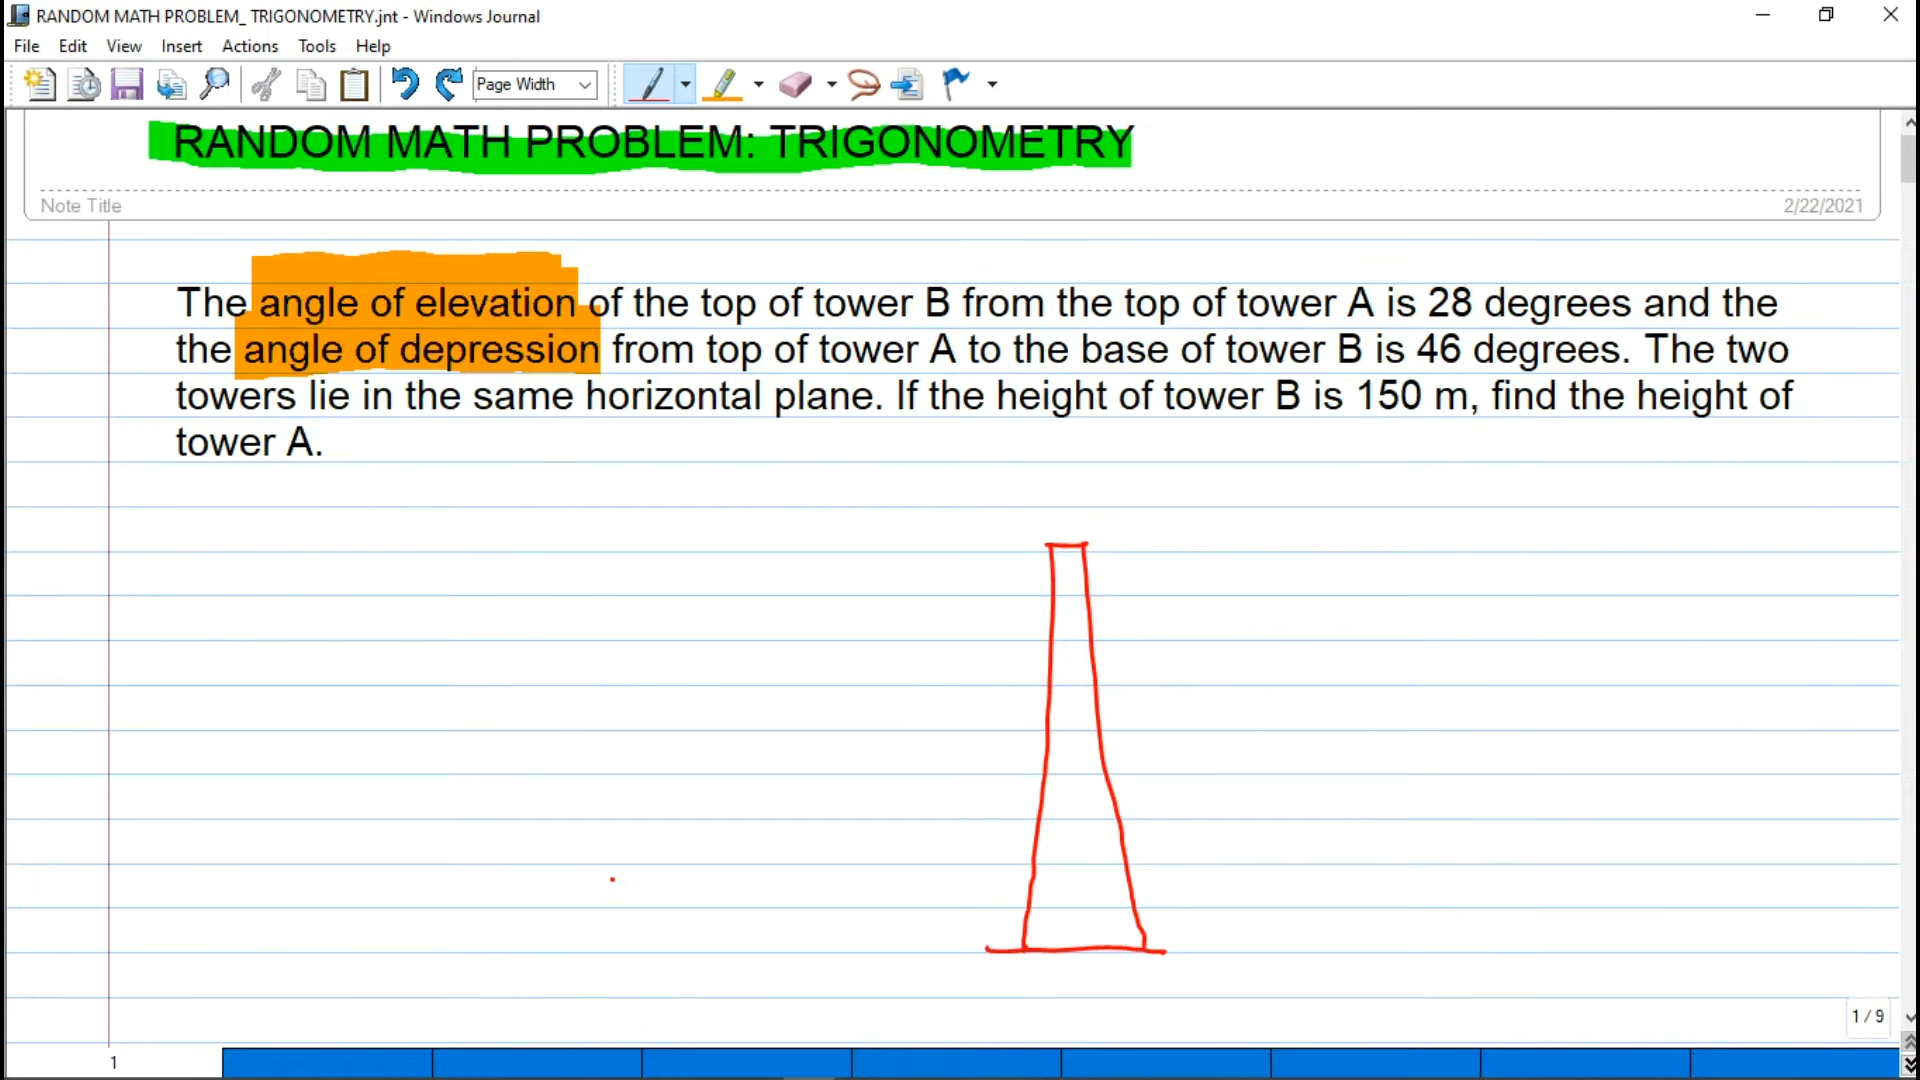 RANDOM MATH PROBLEM_ TRIGONOMETRY.jnt - Windows Journal
File Edit View Insert Actions Tools Help
Page Width
RANDOM MATH PROBLEM: TRIGONOMETRY
Note Title
2/22/2021
The angle of elevation of the top of tower B from the top of tower A is 28 degrees and the
the angle of depression from top of tower A to the base of tower B is 46 degrees. The two
towers lie in the same horizontal plane. If the height of tower B is 150 m, find the height of
tower A.
1 / 9
1